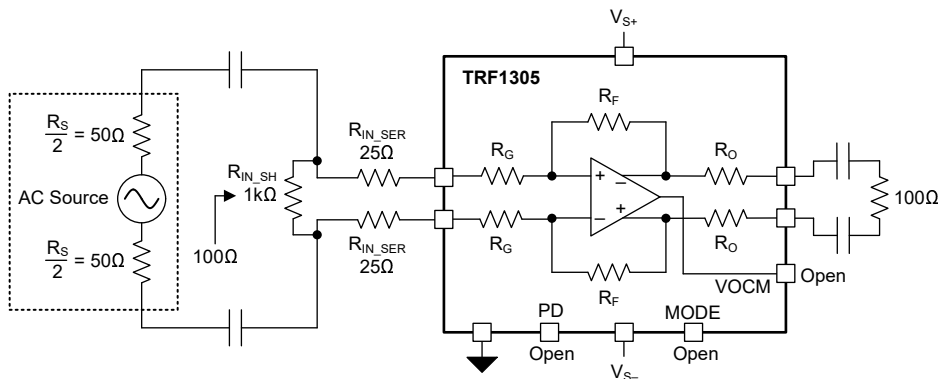 V_S+
TRF1305
R_F
R_S/2 = 50Ω
R_IN_SER
25Ω
R_G
R_O
AC Source
R_IN_SH
1kΩ
+
−
−
+
100Ω
R_S/2 = 50Ω
100Ω
R_IN_SER
25Ω
R_G
R_O
R_F
VOCM
Open
PD
Open
MODE
Open
V_S−